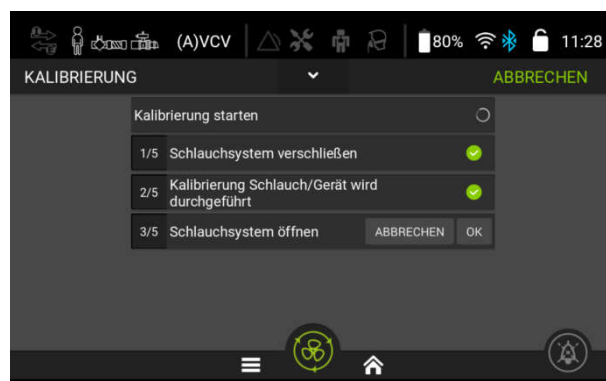 (A)VCV 80% 11:28
KALIBRIERUNG ABBRECHEN
Kalibrierung starten
1/5 Schlauchsystem verschließen
2/5 Kalibrierung Schlauch/Gerät wird
durchgeführt
3/5 Schlauchsystem öffnen ABBRECHEN OK